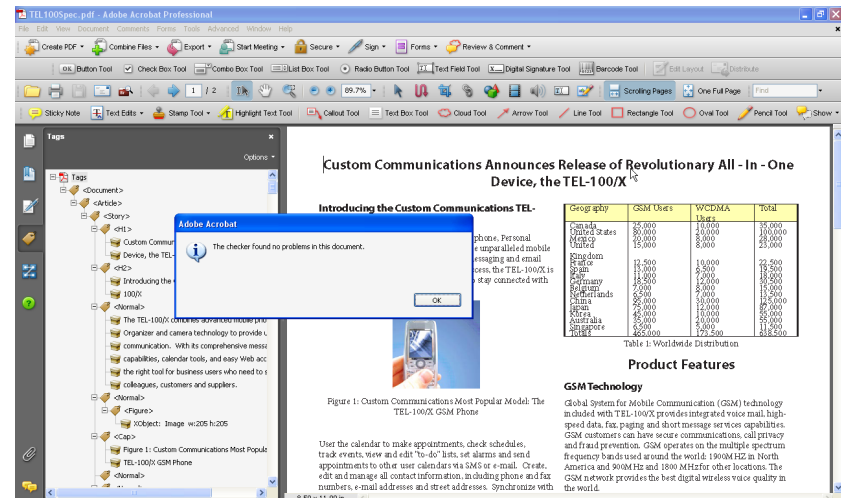 TEL100Spec.pdf - Adobe Acrobat Professional
File Edit View Document Comments Forms Tools Advanced Window Help
Create PDF Combine Files Export Start Meeting Secure Sign Forms Review & Comment
OK Button Tool Check Box Tool Combo Box Tool List Box Tool Radio Button Tool Text Field Tool Digital Signature Tool Barcode Tool Edit Layout Distribute
1 / 2 89.7% Scrolling Pages One Full Page Find
Sticky Note Text Edits Stamp Tool Highlight Text Tool Callout Tool Text Box Tool Cloud Tool Arrow Tool Line Tool Rectangle Tool Oval Tool Pencil Tool Show
Tags
Options
Tags
<Document>
<Article>
<Story>
<H1>
Custom Commun
Device, the TEL-
<H2>
Introducing the
100/X
<Normal>
The TEL-100/X combines advanced mobile pho
Organizer and camera technology to provide u
communication. With its comprehensive messa
capabilities, calendar tools, and easy Web acc
the right tool for business users who need to s
colleagues, customers and suppliers.
<Normal>
<Figure>
XObject: Image w:205 h:205
<Cap>
Figure 1: Custom Communications Most Popula
TEL-100/X GSM Phone
<Normal>
Adobe Acrobat
The checker found no problems in this document.
OK
Custom Communications Announces Release of Revolutionary All - In - One
Device, the TEL-100/X
Introducing the Custom Communications TEL-
phone, Personal
e unparalleled mobile
essaging and email
cess, the TEL-100/X is
o stay connected with
Figure 1: Custom Communications Most Popular Model: The
TEL-100/X GSM Phone
User the calendar to make appointments, check schedules,
track events, view and edit "to-do" lists, set alarms and send
appointments to other user calendars via SMS or e-mail. Create,
edit and manage all contact information, including phone and fax
numbers, e-mail addresses and street addresses. Synchronize with
Geography GSM Users WCDMA Users Total
Canada 25,000 10,000 35,000
United States 80,000 20,000 100,000
Mexico 20,000 8,000 28,000
United Kingdom 15,000 8,000 23,000
France 12,500 10,000 22,500
Spain 13,000 6,500 19,500
Italy 11,000 7,000 18,000
Germany 18,500 12,000 30,500
Belgium 7,000 8,000 15,000
Netherlands 6,500 7,000 13,500
China 95,000 30,000 125,000
Japan 75,000 12,000 87,000
Korea 45,000 10,000 55,000
Australia 35,000 20,000 55,000
Singapore 6,500 5,000 11,500
Totals 465,000 173,500 638,500
Table 1: Worldwide Distribution
Product Features
GSM Technology
Global System for Mobile Communication (GSM) technology
included with TEL-100/X provides integrated voice mail, high-
speed data, fax, paging and short message services capabilities.
GSM customers can have secure communications, call privacy
and fraud prevention. GSM operates on the multiple spectrum
frequency bands used around the world: 1900MHZ in North
America and 900MHz and 1800 MHz for other locations. The
GSM network provides the best digital wireless voice quality in
the world.
8.50 x 11.00 in